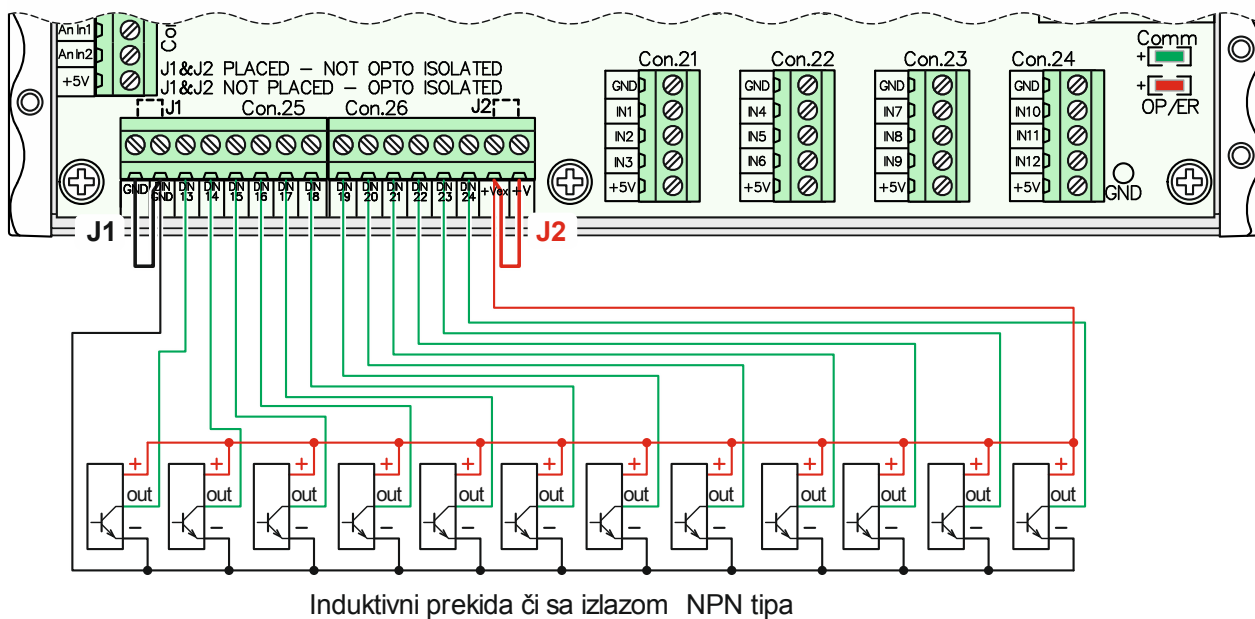 An In1
An In2
+5V
J1&J2 PLACED – NOT OPTO ISOLATED
J1&J2 NOT PLACED – OPTO ISOLATED
J1
Con.25
Con.26
J2
Con.21
GND
IN1
IN2
IN3
+5V
Con.22
GND
IN4
IN5
IN6
+5V
Con.23
GND
IN7
IN8
IN9
+5V
Con.24
GND
IN10
IN11
IN12
+5V
Comm
+
+
OP/ER
GND
GND
DIN GND
DIN 13
DIN 14
DIN 15
DIN 16
DIN 17
DIN 18
DIN 19
DIN 20
DIN 21
DIN 22
DIN 23
DIN 24
+Vex
+V
J1
J2
+ + + + + + + + + + + +
out out out out out out out out out out out out
– – – – – – – – – – – –
Induktivni prekida či sa izlazom NPN tipa